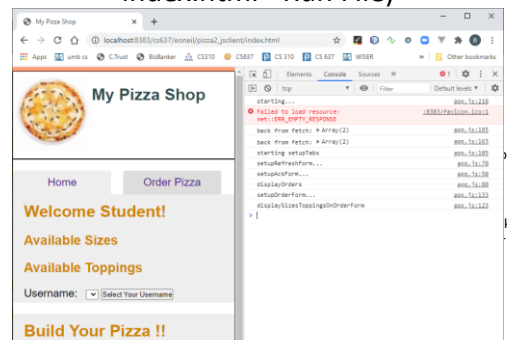 My Pizza Shop
localhost:8383/cs637/eoneil/pizza2_jsclient/index.html
Apps
umb cs
C.Trust
BizBanker
CS310
CS637
CS 310
CS 637
WISER
Other bookmarks
My Pizza Shop
Home
Order Pizza
Welcome Student!
Available Sizes
Available Toppings
Username:
Select Your Username
Build Your Pizza !!
Elements
Console
Sources
1
top
Filter
Default levels
starting... app.js:210
Failed to load resource: :8383/favicon.ico:1
net::ERR_EMPTY_RESPONSE
back from fetch: Array(2) app.js:185
back from fetch: Array(2) app.js:163
starting setupTabs app.js:105
setupRefreshForm... app.js:70
setupAckForm... app.js:50
displayOrders app.js:80
setupOrderForm... app.js:133
displaySizesToppingsOnOrderForm app.js:123